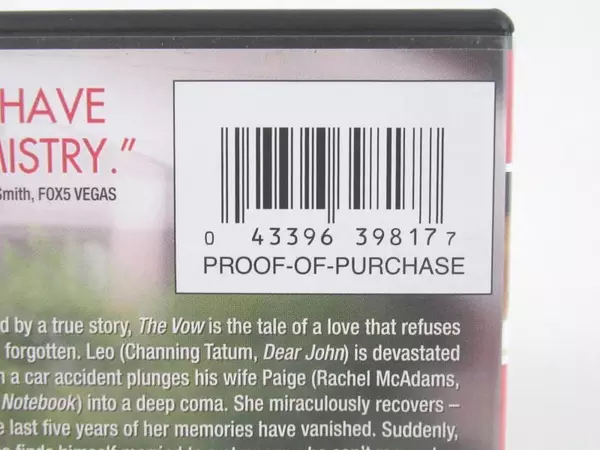 HAVE
MISTRY.”
Smith, FOX5 VEGAS
0 43396 39817 7
PROOF-OF-PURCHASE
d by a true story, The Vow is the tale of a love that refuses
forgotten. Leo (Channing Tatum, Dear John) is devastated
a car accident plunges his wife Paige (Rachel McAdams,
Notebook) into a deep coma. She miraculously recovers –
e last five years of her memories have vanished. Suddenly,